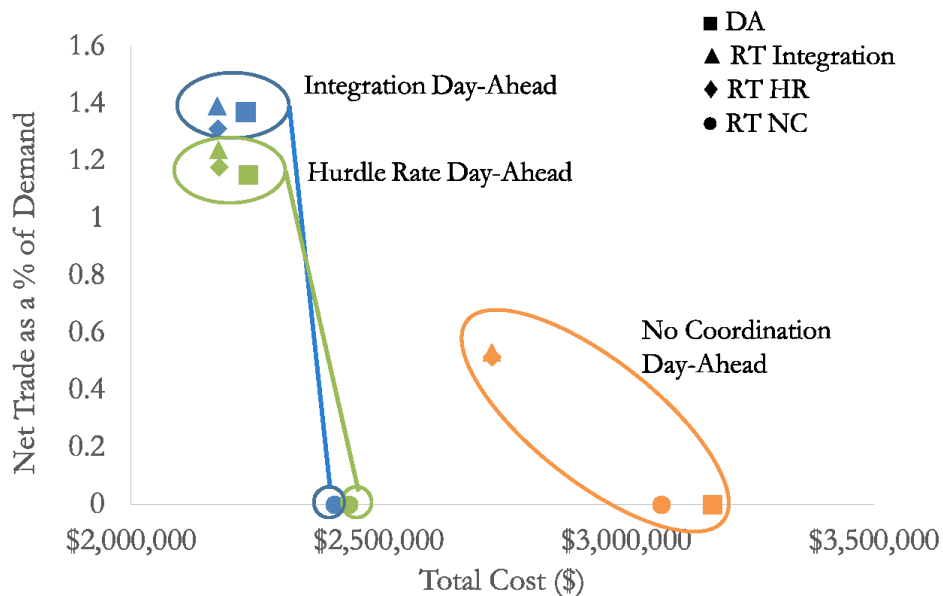 DA
RT Integration
RT HR
RT NC
Integration Day-Ahead
Hurdle Rate Day-Ahead
No Coordination
Day-Ahead
Net Trade as a % of Demand
1.6
1.4
1.2
1
0.8
0.6
0.4
0.2
0
$2,000,000
$2,500,000
$3,000,000
$3,500,000
Total Cost ($)